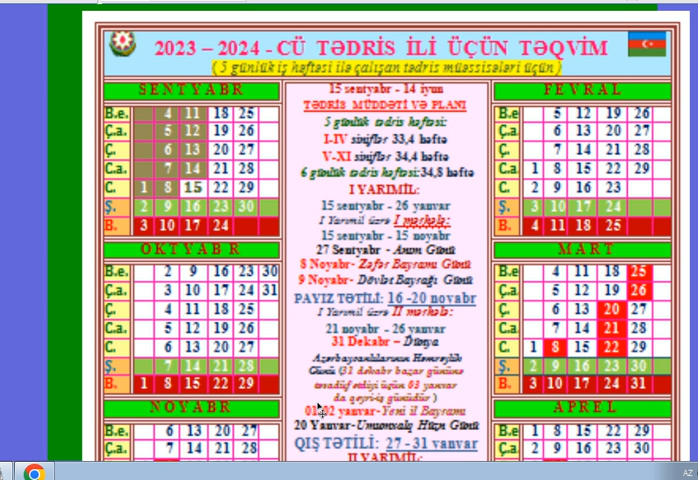 2023 – 2024 - CÜ TƏDRİS İLİ ÜÇÜN TƏQVİM
( 5 günlük iş həftəsi ilə çalışan tədris müəssisələri üçün )
SENTYABR
B.e. 4 11 18 25
Ç.a. 5 12 19 26
Ç. 6 13 20 27
C.a. 7 14 21 28
C. 1 8 15 22 29
Ş. 2 9 16 23 30
B. 3 10 17 24
OKTYABR
B.e. 2 9 16 23 30
Ç.a. 3 10 17 24 31
Ç. 4 11 18 25
C.a. 5 12 19 26
C. 6 13 20 27
Ş. 7 14 21 28
B. 1 8 15 22 29
NOYABR
B.e. 6 13 20 27
Ç.a. 7 14 21 28
15 sentyabr - 14 iyun
TƏDRİS MÜDDƏTİ VƏ PLANI
5 günlük tədris həftəsi:
I-IV siniflər 33,4 həftə
V-XI siniflər 34,4 həftə
6 günlük tədris həftəsi:34,8 həftə
I YARIMİL:
15 sentyabr - 26 yanvar
I Yarımil üzrə I mərhələ:
15 sentyabr - 15 noyabr
27 Sentyabr - Anım Günü
8 Noyabr- Zəfər Bayramı Günü
9 Noyabr- Dövlət Bayrağı Günü
PAYIZ TƏTİLİ: 16 -20 noyabr
I Yarımil üzrə II mərhələ:
21 noyabr - 26 yanvar
31 Dekabr – Dünya
Azərbaycanlılarının Həmrəylik
Günü (31 dekabr bazar gününə
təsadüf etdiyi üçün 03 yanvar
da qeyri-iş günüdür )
02 yanvar-Yeni il Bayramı
20 Yanvar-Ümumxalq Hüzn Günü
QIŞ TƏTİLİ: 27 - 31 yanvar
II YARIMİL:
FEVRAL
B.e 5 12 19 26
Ç.a. 6 13 20 27
Ç. 7 14 21 28
C.a. 1 8 15 22 29
C. 2 9 16 23
Ş. 3 10 17 24
B. 4 11 18 25
MART
B.e. 4 11 18 25
Ç.a. 5 12 19 26
Ç. 6 13 20 27
C.a. 7 14 21 28
C. 1 8 15 22 29
Ş. 2 9 16 23 30
B. 3 10 17 24 31
APREL
B.e. 1 8 15 22 29
Ç.a. 2 9 16 23 30
AZ